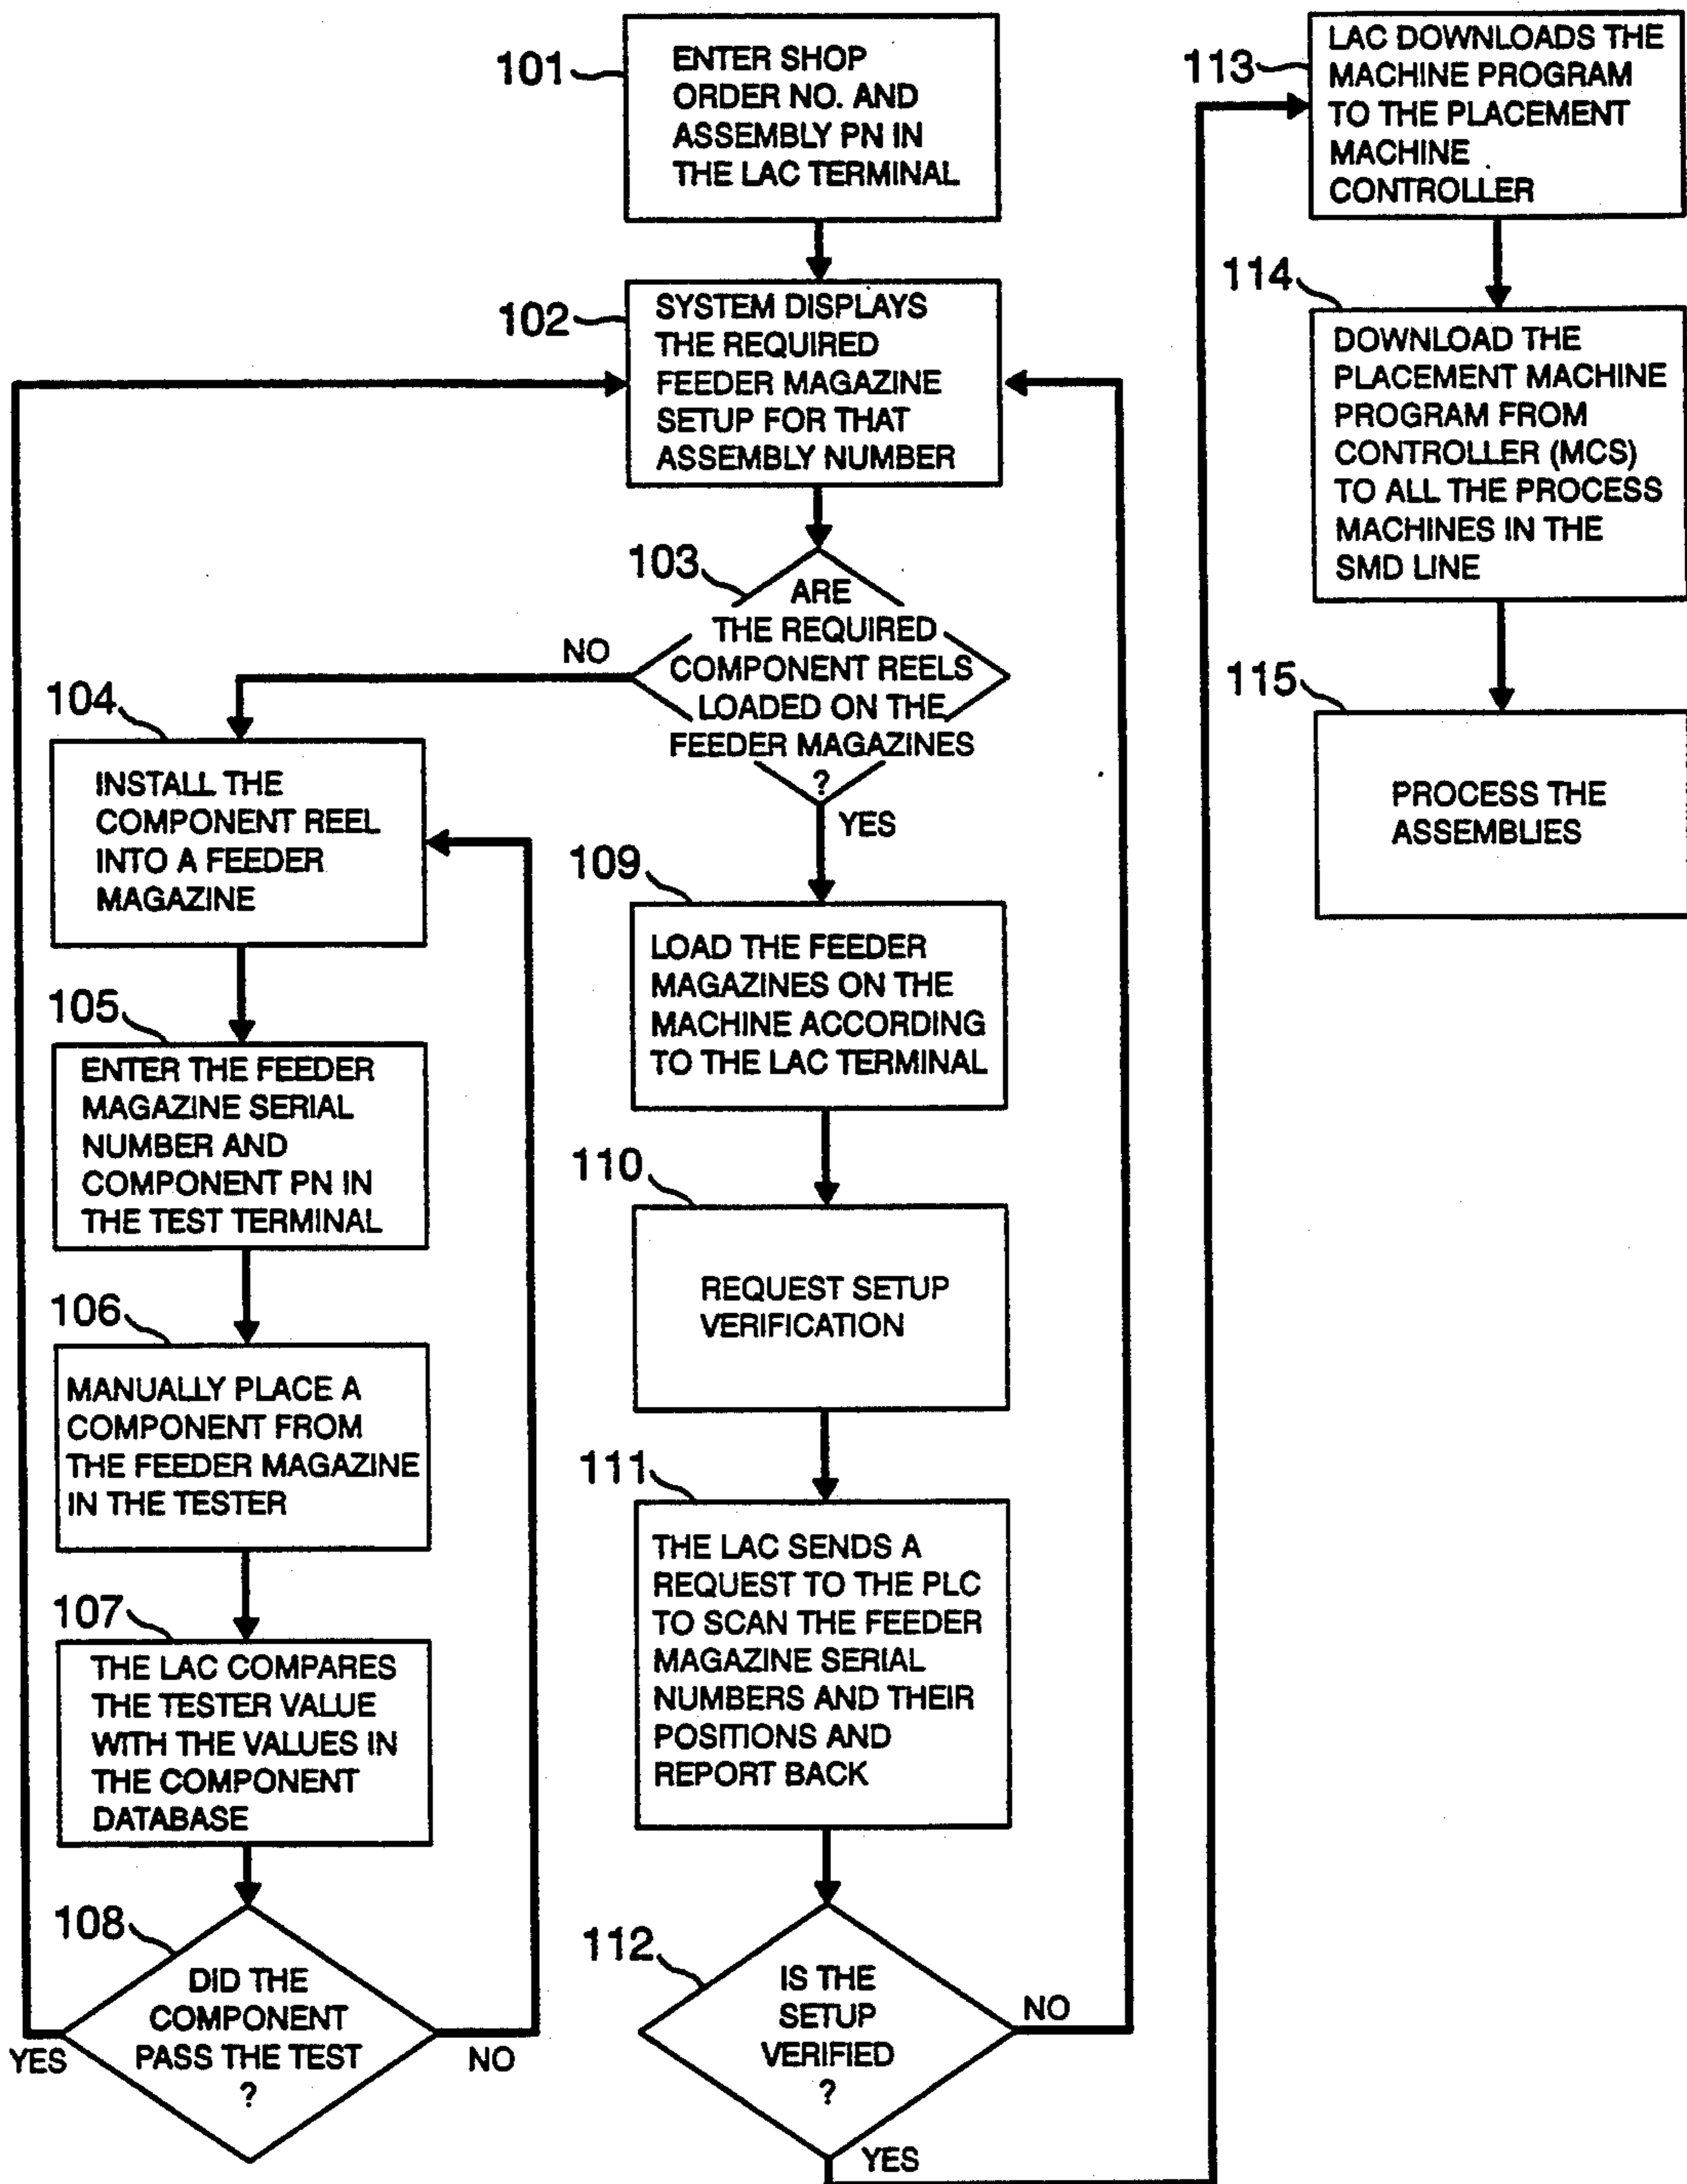 101
ENTER SHOP
ORDER NO. AND
ASSEMBLY PN IN
THE LAC TERMINAL
102
SYSTEM DISPLAYS
THE REQUIRED
FEEDER MAGAZINE
SETUP FOR THAT
ASSEMBLY NUMBER
103
ARE
THE REQUIRED
COMPONENT REELS
LOADED ON THE
FEEDER MAGAZINES
?
NO
YES
104
INSTALL THE
COMPONENT REEL
INTO A FEEDER
MAGAZINE
105
ENTER THE FEEDER
MAGAZINE SERIAL
NUMBER AND
COMPONENT PN IN
THE TEST TERMINAL
106
MANUALLY PLACE A
COMPONENT FROM
THE FEEDER MAGAZINE
IN THE TESTER
107
THE LAC COMPARES
THE TESTER VALUE
WITH THE VALUES IN
THE COMPONENT
DATABASE
108
DID THE
COMPONENT
PASS THE TEST
?
YES
NO
109
LOAD THE FEEDER
MAGAZINES ON THE
MACHINE ACCORDING
TO THE LAC TERMINAL
110
REQUEST SETUP
VERIFICATION
111
THE LAC SENDS A
REQUEST TO THE PLC
TO SCAN THE FEEDER
MAGAZINE SERIAL
NUMBERS AND THEIR
POSITIONS AND
REPORT BACK
112
IS THE
SETUP
VERIFIED
?
NO
YES
113
LAC DOWNLOADS THE
MACHINE PROGRAM
TO THE PLACEMENT
MACHINE
CONTROLLER
114
DOWNLOAD THE
PLACEMENT MACHINE
PROGRAM FROM
CONTROLLER (MCS)
TO ALL THE PROCESS
MACHINES IN THE
SMD LINE
115
PROCESS THE
ASSEMBLIES